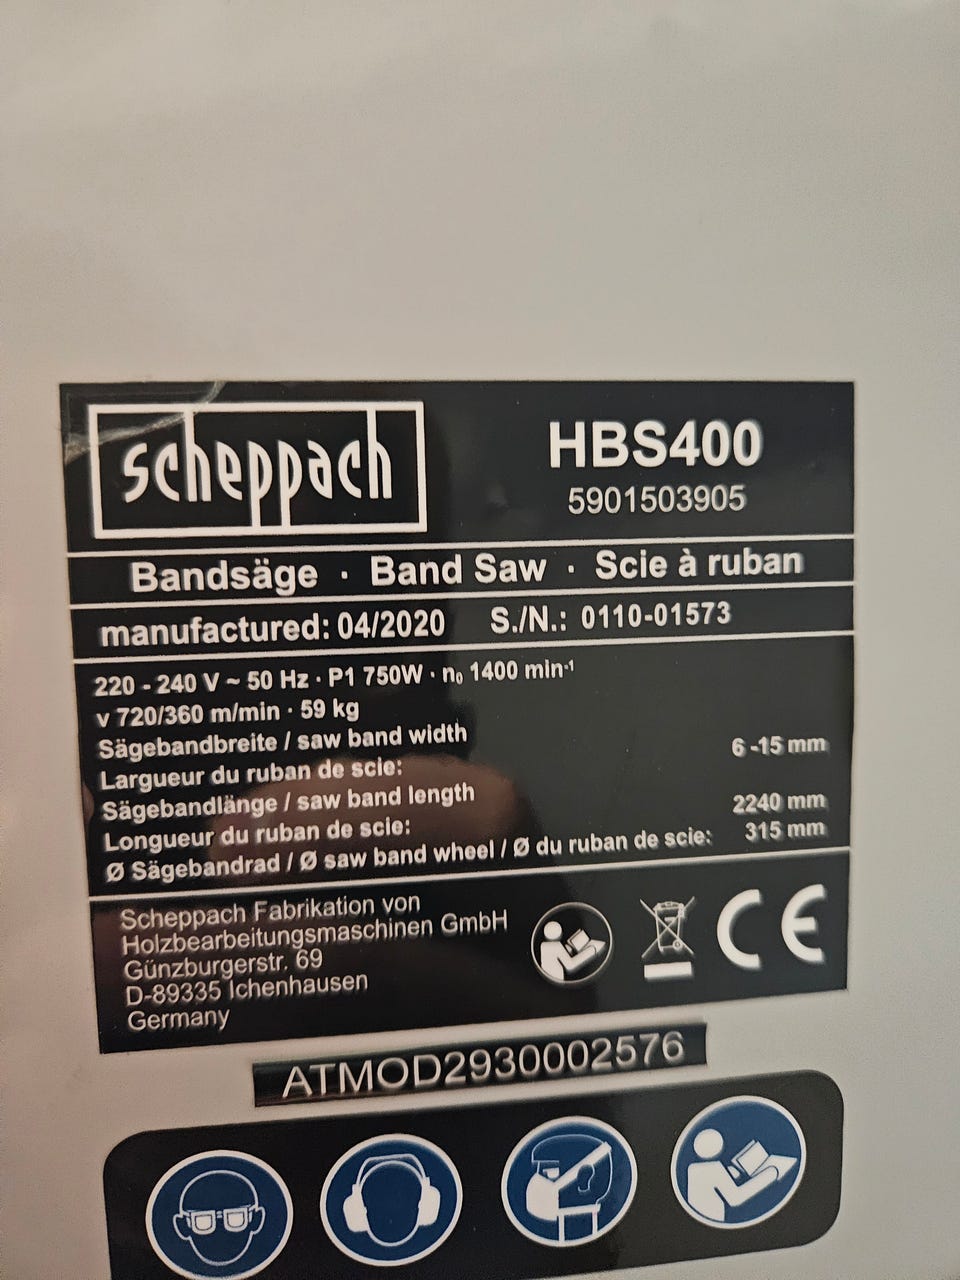 scheppach
HBS400
5901503905
Bandsäge · Band Saw · Scie à ruban
manufactured: 04/2020 S./N.: 0110-01573
220 - 240 V ~ 50 Hz · P1 750W · n₀ 1400 min⁻¹
v 720/360 m/min · 59 kg
Sägebandbreite / saw band width
Largueur du ruban de scie: 6 -15 mm
Sägebandlänge / saw band length
Longueur du ruban de scie: 2240 mm
Ø Sägebandrad / Ø saw band wheel / Ø du ruban de scie: 315 mm
Scheppach Fabrikation von
Holzbearbeitungsmaschinen GmbH
Günzburgerstr. 69
D-89335 Ichenhausen
Germany
CE
ATMOD2930002576